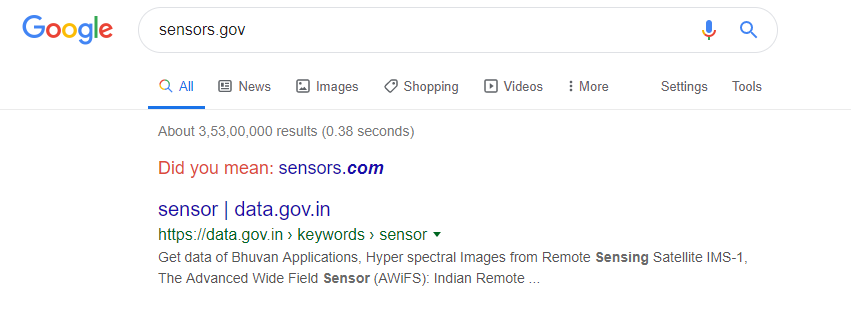 Google sensors.gov
All News Images Shopping Videos More Settings Tools
About 3,53,00,000 results (0.38 seconds)
Did you mean: sensors.com
sensor | data.gov.in
https://data.gov.in › keywords › sensor
Get data of Bhuvan Applications, Hyper spectral Images from Remote Sensing Satellite IMS-1,
The Advanced Wide Field Sensor (AWiFS): Indian Remote ...